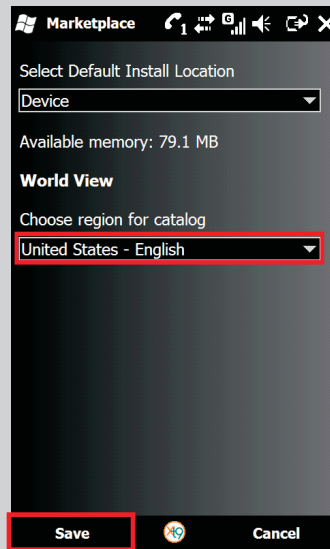 Marketplace
Select Default Install Location
Device
Available memory: 79.1 MB
World View
Choose region for catalog
United States - English
Save
Cancel